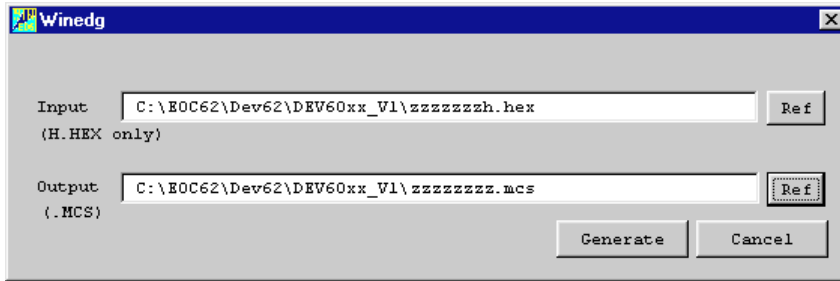 Winedg
Input C:\EOC62\Dev62\DEV60xx_V1\zzzzzzzh.hex Ref
(H.HEX only)
Output C:\EOC62\Dev62\DEV60xx_V1\zzzzzzzz.mcs Ref
(.MCS)
Generate Cancel